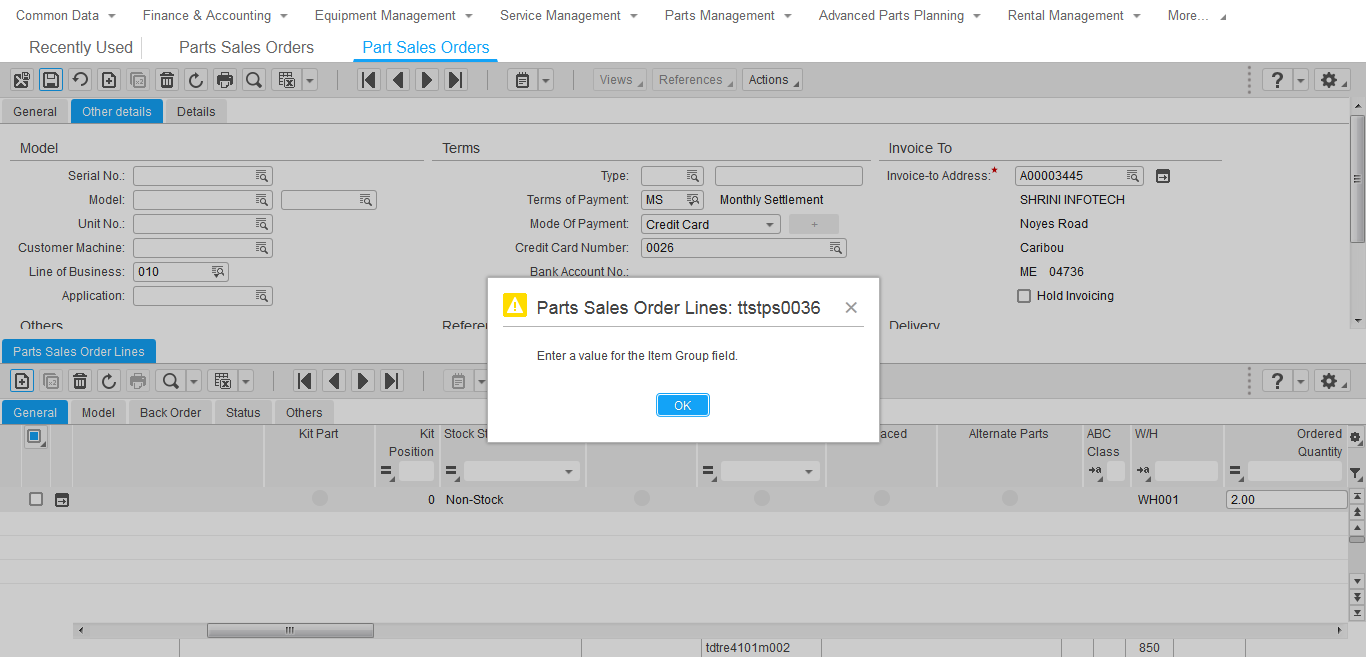 Common Data Finance & Accounting Equipment Management Service Management Parts Management Advanced Parts Planning Rental Management More...
Recently Used Parts Sales Orders Part Sales Orders
Views References Actions ?
General Other details Details
Model Terms Invoice To
Serial No.: Type: Invoice-to Address:* A00003445
Model: Terms of Payment: MS Monthly Settlement SHRINI INFOTECH
Unit No.: Mode Of Payment: Credit Card + Noyes Road
Customer Machine: Credit Card Number: 0026 Caribou
Line of Business: 010 Bank Account No.: ME 04736
Application: Hold Invoicing
Others Referen Delivery
Parts Sales Order Lines: ttstps0036
Enter a value for the Item Group field.
OK
Parts Sales Order Lines
?
General Model Back Order Status Others
Kit Part Kit Position Stock St aced Alternate Parts ABC Class W/H Ordered Quantity
0 Non-Stock WH001 2.00
tdtre4101m002 850